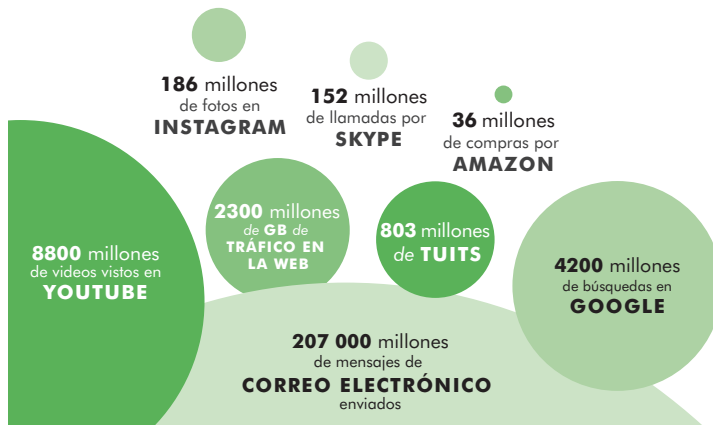 186 millones
de fotos en
INSTAGRAM
152 millones
de llamadas por
SKYPE
36 millones
de compras por
AMAZON
8800 millones
de videos vistos en
YOUTUBE
2300 millones
de GB de
TRÁFICO EN
LA WEB
803 millones
de TUITS
4200 millones
de búsquedas en
GOOGLE
207 000 millones
de mensajes de
CORREO ELECTRÓNICO
enviados